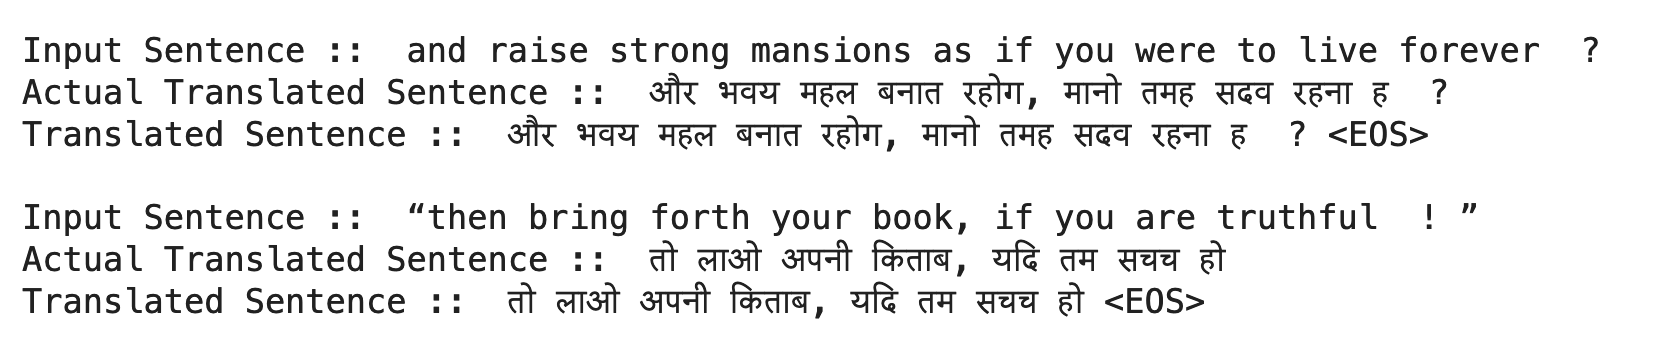 Input Sentence ::  and raise strong mansions as if you were to live forever  ?
Actual Translated Sentence ::  और भवय महल बनात रहोग, मानो तमह सदव रहना ह  ?
Translated Sentence ::  और भवय महल बनात रहोग, मानो तमह सदव रहना ह  ? <EOS>
Input Sentence ::  “then bring forth your book, if you are truthful  ! ”
Actual Translated Sentence ::  तो लाओ अपनी किताब, यदि तम सचच हो
Translated Sentence ::  तो लाओ अपनी किताब, यदि तम सचच हो <EOS>